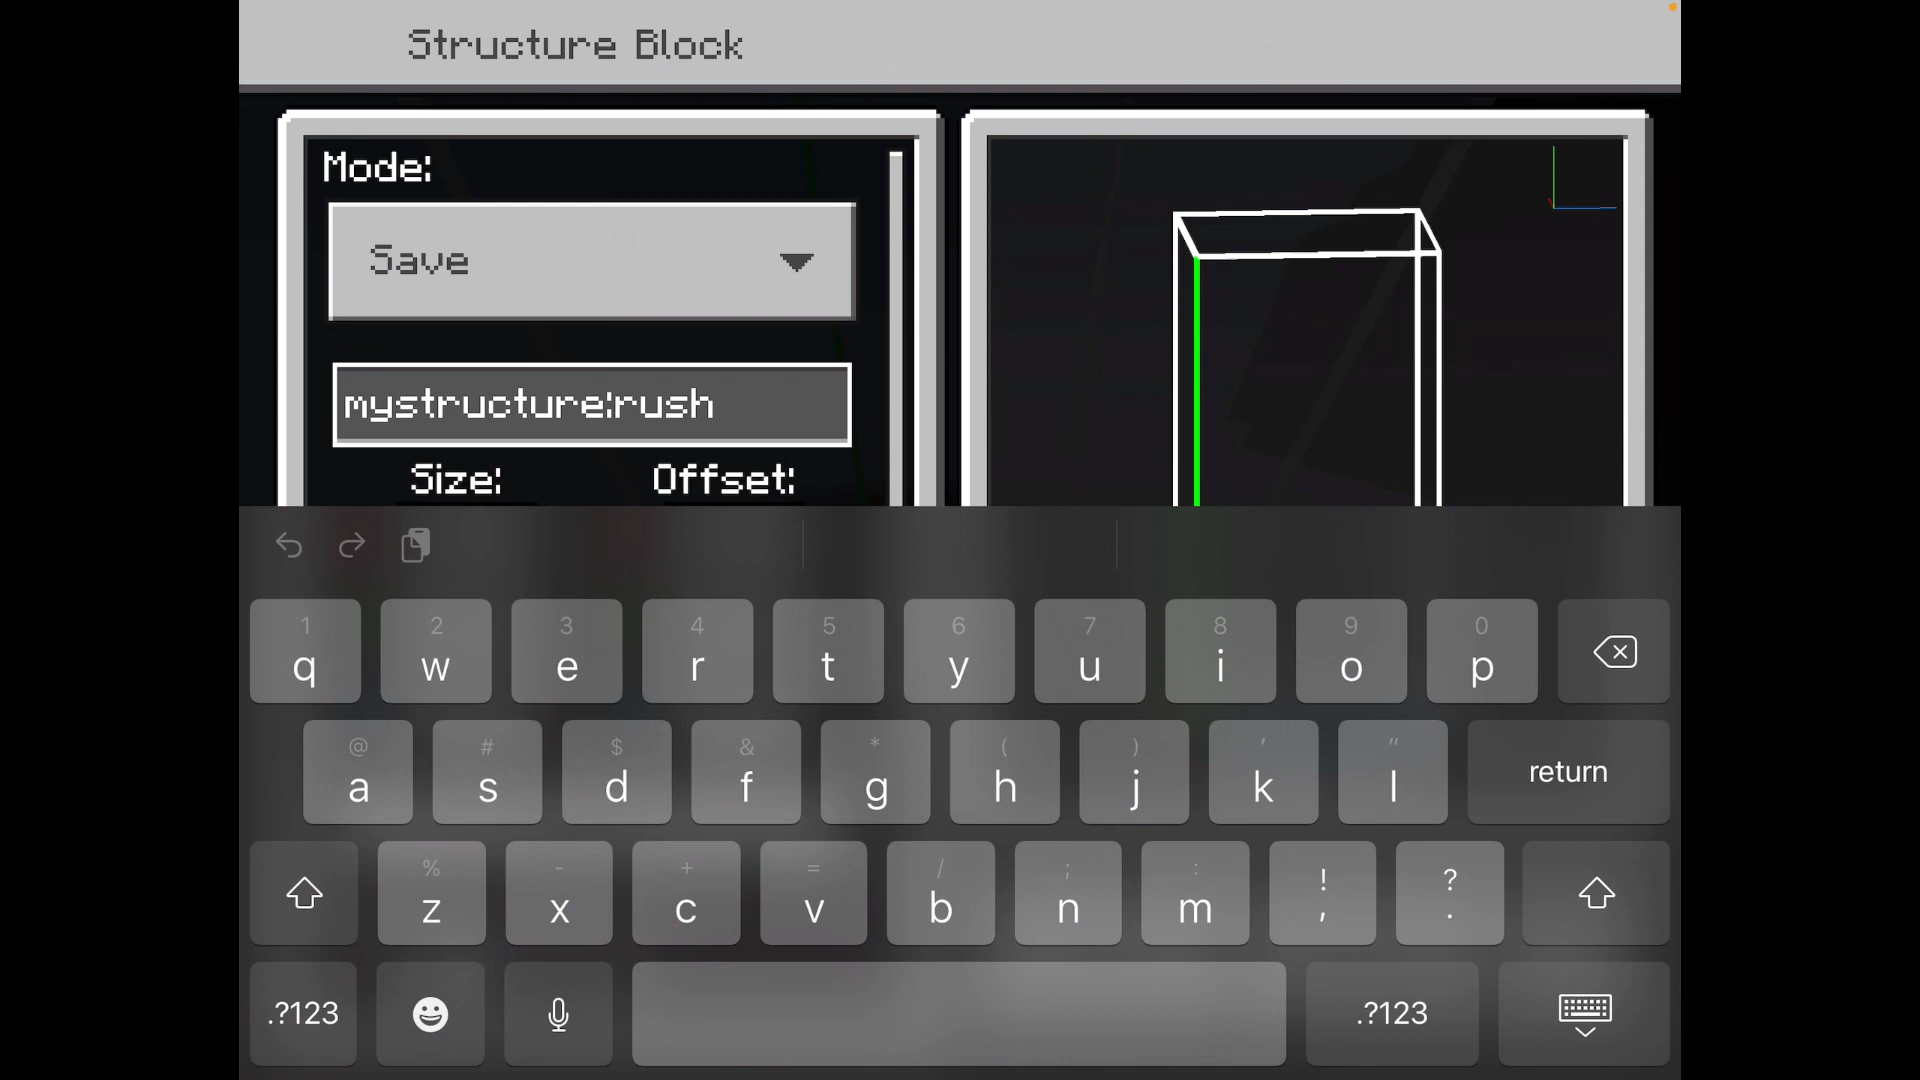 Structure Block
Mode:
Save
mystructure:rush
Size: Offset:
1 2 3 4 5 6 7 8 9 0
q w e r t y u i o p
@ # $ & * ( ) ' "
a s d f g h j k l return
% - + = / ; : ! ?
z x c v b n m , .
.?123 .?123